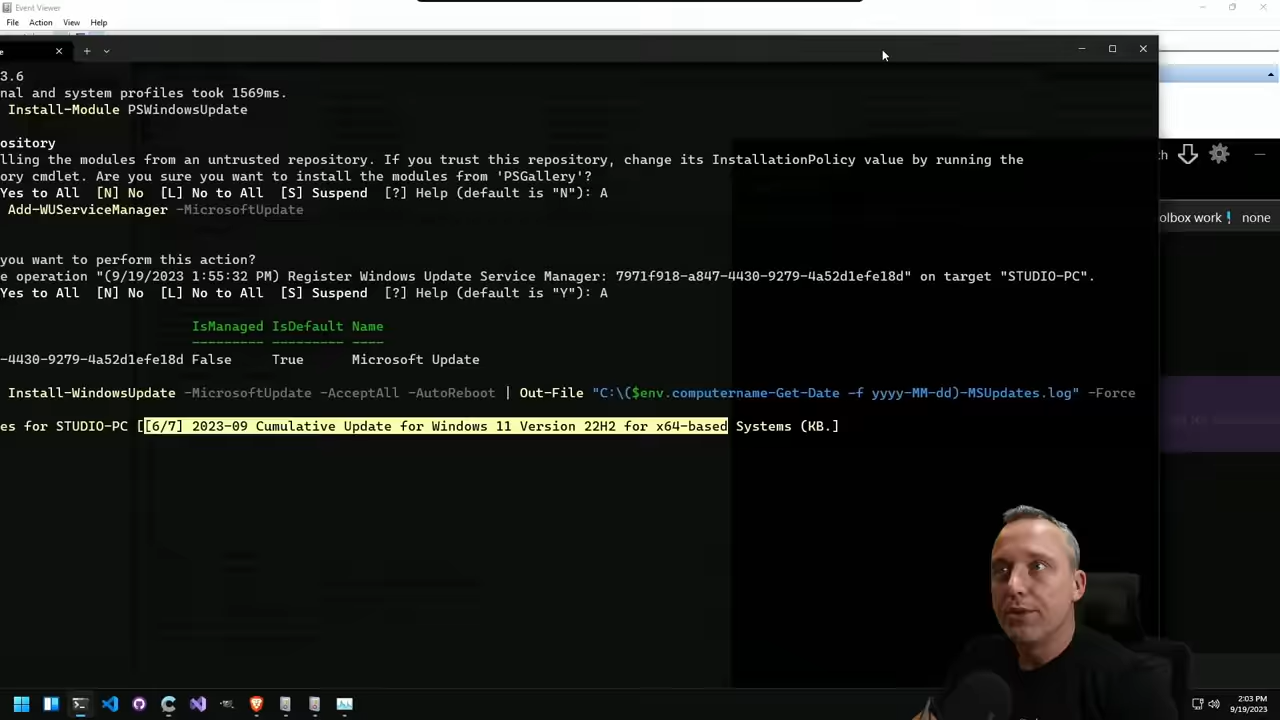 Event Viewer
File Action View Help
e
3.6
nal and system profiles took 1569ms.
Install-Module PSWindowsUpdate
ository
lling the modules from an untrusted repository. If you trust this repository, change its InstallationPolicy value by running the
ory cmdlet. Are you sure you want to install the modules from 'PSGallery'?
Yes to All [N] No [L] No to All [S] Suspend [?] Help (default is "N"): A
Add-WUServiceManager -MicrosoftUpdate
you want to perform this action?
e operation "(9/19/2023 1:55:32 PM) Register Windows Update Service Manager: 7971f918-a847-4430-9279-4a52d1efe18d" on target "STUDIO-PC".
Yes to All [N] No [L] No to All [S] Suspend [?] Help (default is "Y"): A
IsManaged IsDefault Name
--------- --------- ----
-4430-9279-4a52d1efe18d False True Microsoft Update
Install-WindowsUpdate -MicrosoftUpdate -AcceptAll -AutoReboot | Out-File "C:\($env.computername-Get-Date -f yyyy-MM-dd)-MSUpdates.log" -Force
es for STUDIO-PC [[6/7] 2023-09 Cumulative Update for Windows 11 Version 22H2 for x64-based Systems (KB.]
h
olbox work ! none
2:03 PM
9/19/2023